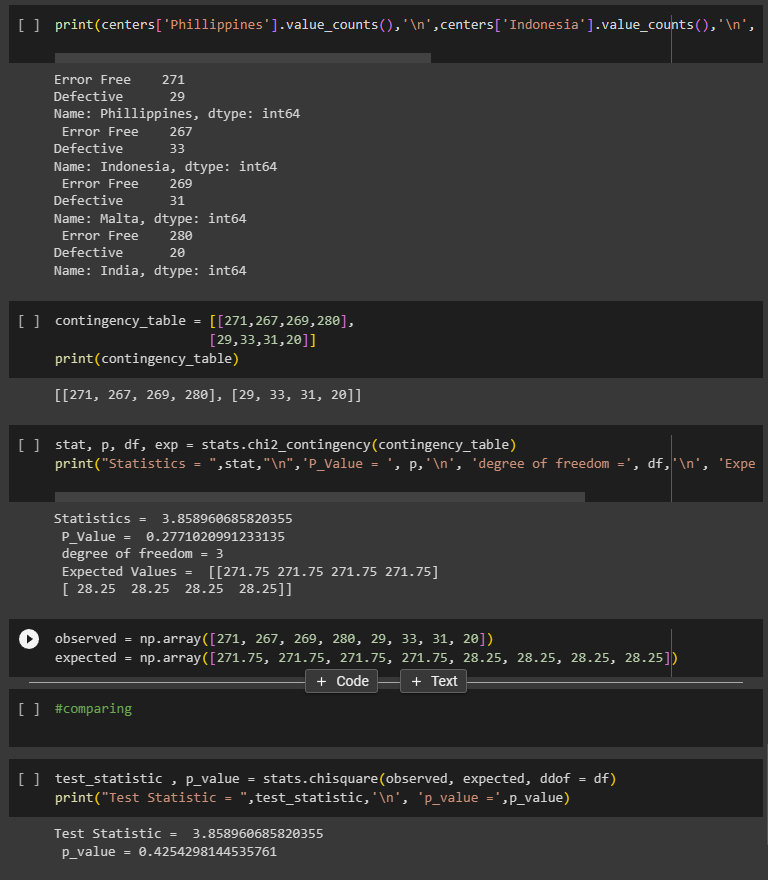 [ ] print(centers['Phillippines'].value_counts(),'\n',centers['Indonesia'].value_counts(),'\n',
Error Free    271
Defective      29
Name: Phillippines, dtype: int64
 Error Free    267
Defective      33
Name: Indonesia, dtype: int64
 Error Free    269
Defective      31
Name: Malta, dtype: int64
 Error Free    280
Defective      20
Name: India, dtype: int64
[ ] contingency_table = [[271,267,269,280],
                    [29,33,31,20]]
print(contingency_table)
[[271, 267, 269, 280], [29, 33, 31, 20]]
[ ] stat, p, df, exp = stats.chi2_contingency(contingency_table)
print("Statistics = ",stat,"\n",'P_Value = ', p,'\n', 'degree of freedom =', df,'\n', 'Expe
Statistics =  3.858960685820355
 P_Value =  0.2771020991233135
 degree of freedom = 3
 Expected Values =  [[271.75 271.75 271.75 271.75]
 [ 28.25  28.25  28.25  28.25]]
observed = np.array([271, 267, 269, 280, 29, 33, 31, 20])
expected = np.array([271.75, 271.75, 271.75, 271.75, 28.25, 28.25, 28.25, 28.25])
+ Code + Text
[ ] #comparing
[ ] test_statistic , p_value = stats.chisquare(observed, expected, ddof = df)
print("Test Statistic = ",test_statistic,'\n', 'p_value =',p_value)
Test Statistic =  3.858960685820355
 p_value = 0.4254298144535761